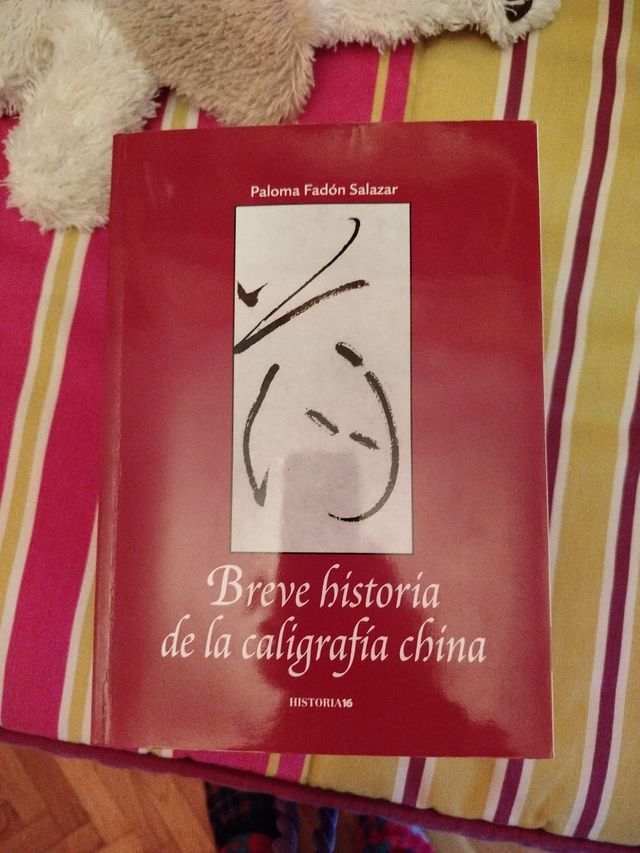 Paloma Fadón Salazar
Breve historia
de la caligrafía china
HISTORIA16